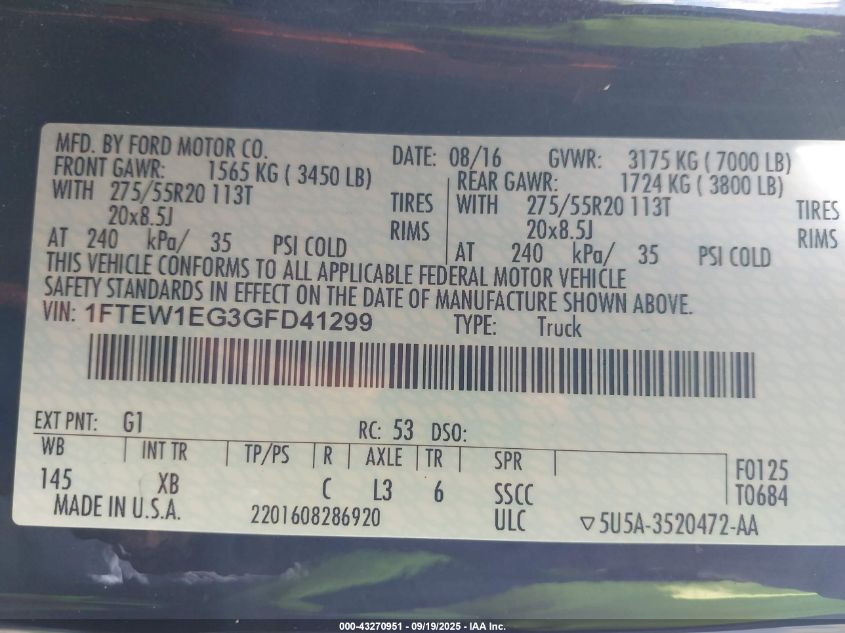 MFD. BY FORD MOTOR CO.
DATE: 08/16 GVWR: 3175 KG ( 7000 LB)
FRONT GAWR: 1565 KG ( 3450 LB)
REAR GAWR: 1724 KG ( 3800 LB)
WITH 275/55R20 113T TIRES
WITH 275/55R20 113T TIRES
20x8.5J RIMS
20x8.5J RIMS
AT 240 kPa/ 35 PSI COLD
AT 240 kPa/ 35 PSI COLD
THIS VEHICLE CONFORMS TO ALL APPLICABLE FEDERAL MOTOR VEHICLE
SAFETY STANDARDS IN EFFECT ON THE DATE OF MANUFACTURE SHOWN ABOVE.
VIN: 1FTEW1EG3GFD41299 TYPE: Truck
EXT PNT: G1 RC: 53 DSO:
WB INT TR TP/PS R AXLE TR SPR
145 XB C L3 6 SSCC
F0125
T0684
MADE IN U.S.A. 2201608286920 ULC ▽5U5A-3520472-AA
000-43270951 - 09/19/2025 - IAA Inc.